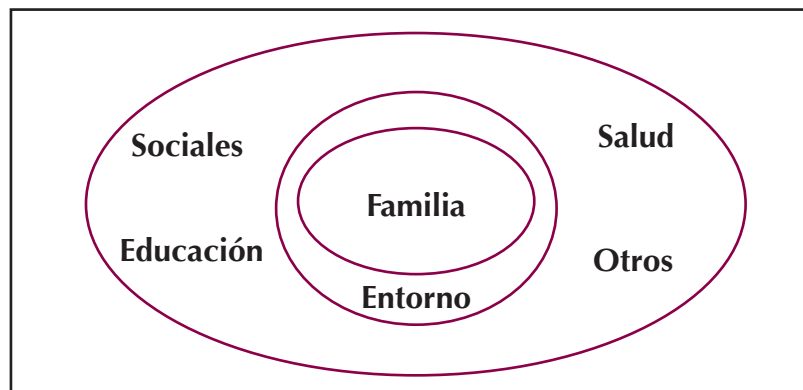 Sociales
Salud
Familia
Educación
Otros
Entorno